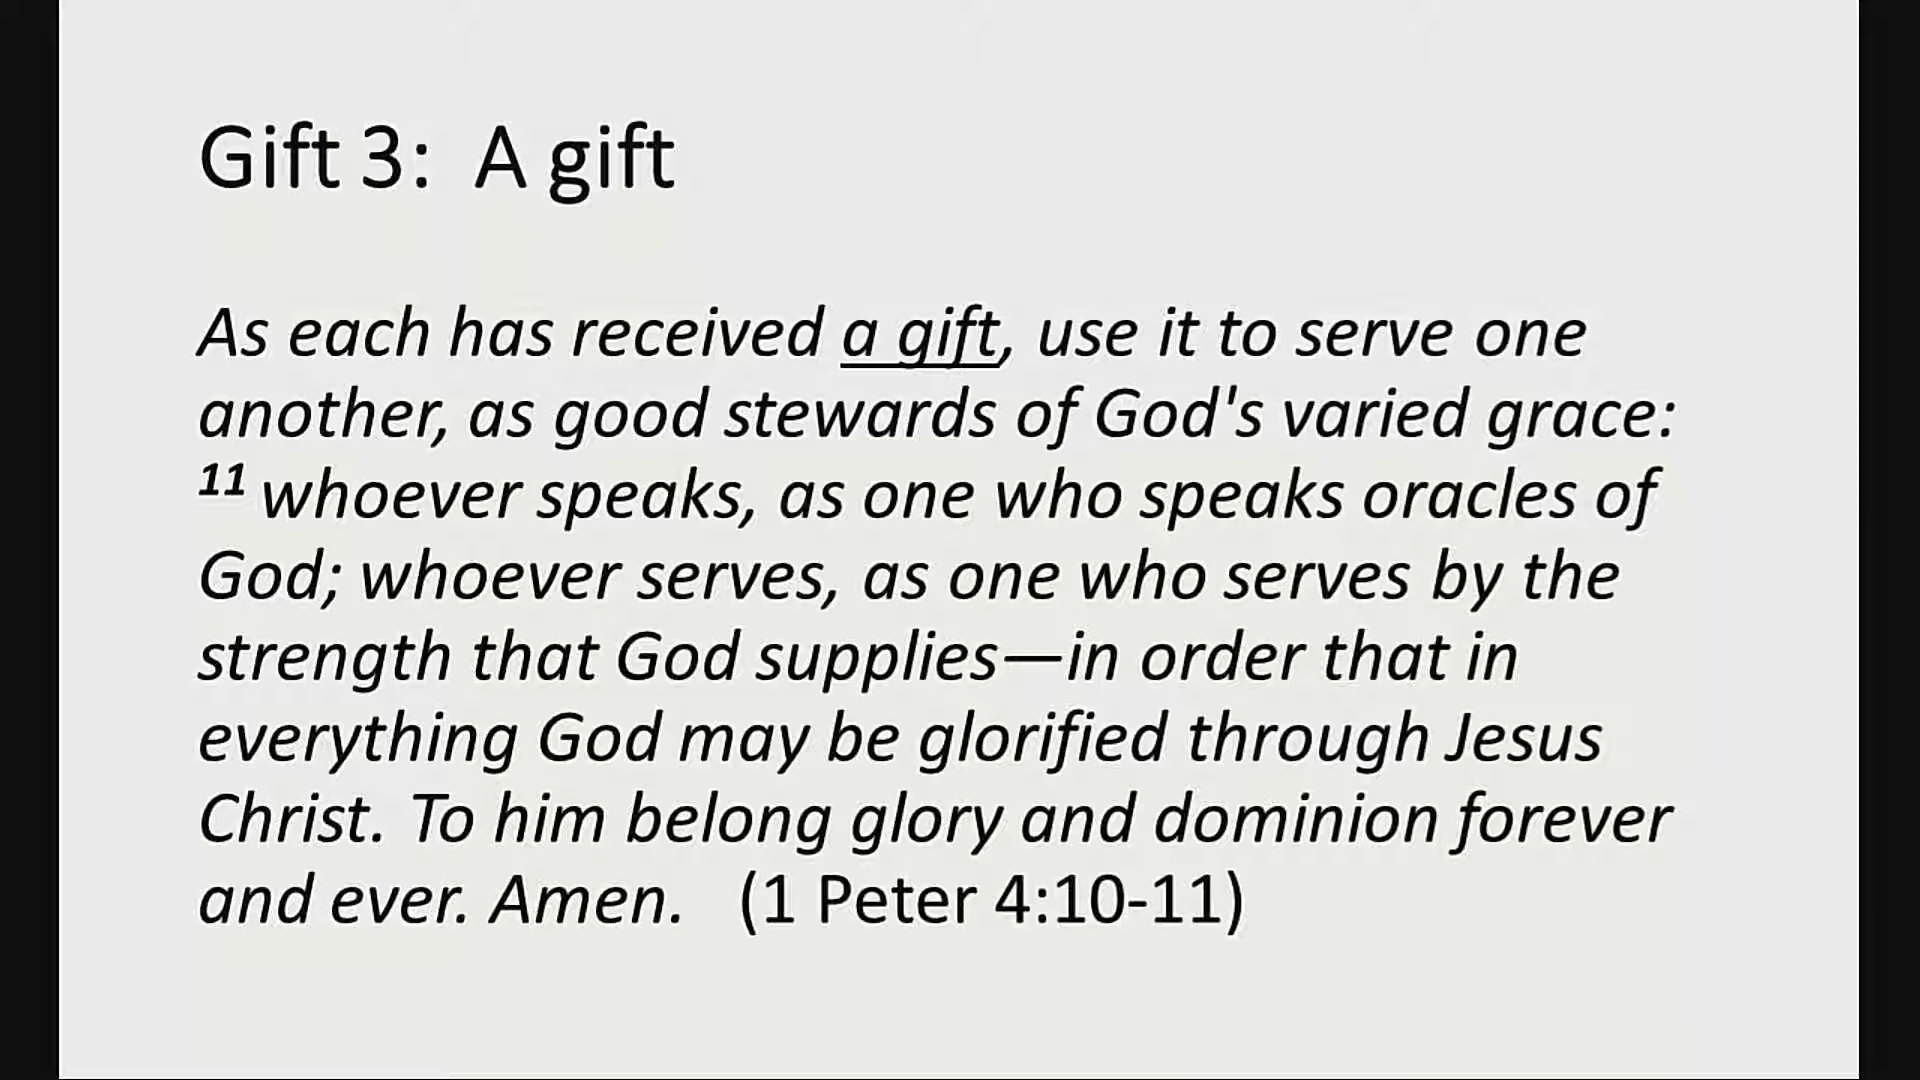 Gift 3:  A gift
As each has received a gift, use it to serve one
another, as good stewards of God's varied grace:
11 whoever speaks, as one who speaks oracles of
God; whoever serves, as one who serves by the
strength that God supplies—in order that in
everything God may be glorified through Jesus
Christ. To him belong glory and dominion forever
and ever. Amen.   (1 Peter 4:10-11)